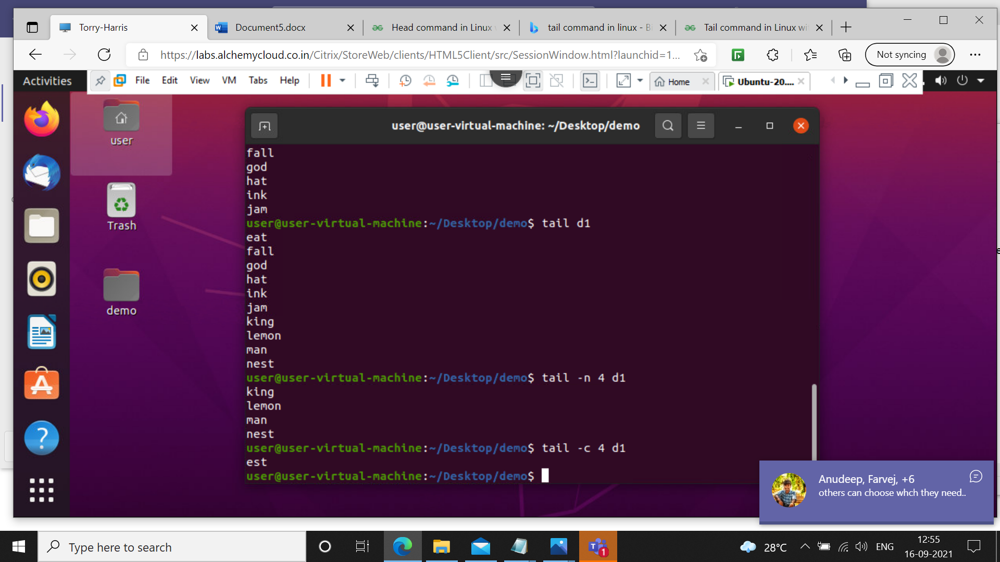 Torry-Harris
Document5.docx
Head command in Linux
tail command in linux - Bi
Tail command in Linux wi
https://labs.alchemycloud.co.in/Citrix/StoreWeb/clients/HTML5Client/src/SessionWindow.html?launchid=1...
Not syncing
Activities
File Edit View VM Tabs Help
Home
Ubuntu-20....
user
Trash
demo
user@user-virtual-machine: ~/Desktop/demo
fall
god
hat
ink
jam
user@user-virtual-machine:~/Desktop/demo$ tail d1
eat
fall
god
hat
ink
jam
king
lemon
man
nest
user@user-virtual-machine:~/Desktop/demo$ tail -n 4 d1
king
lemon
man
nest
user@user-virtual-machine:~/Desktop/demo$ tail -c 4 d1
est
user@user-virtual-machine:~/Desktop/demo$
Anudeep, Farvej, +6
others can choose whch they need..
Type here to search
1
28°C
ENG
12:55
16-09-2021